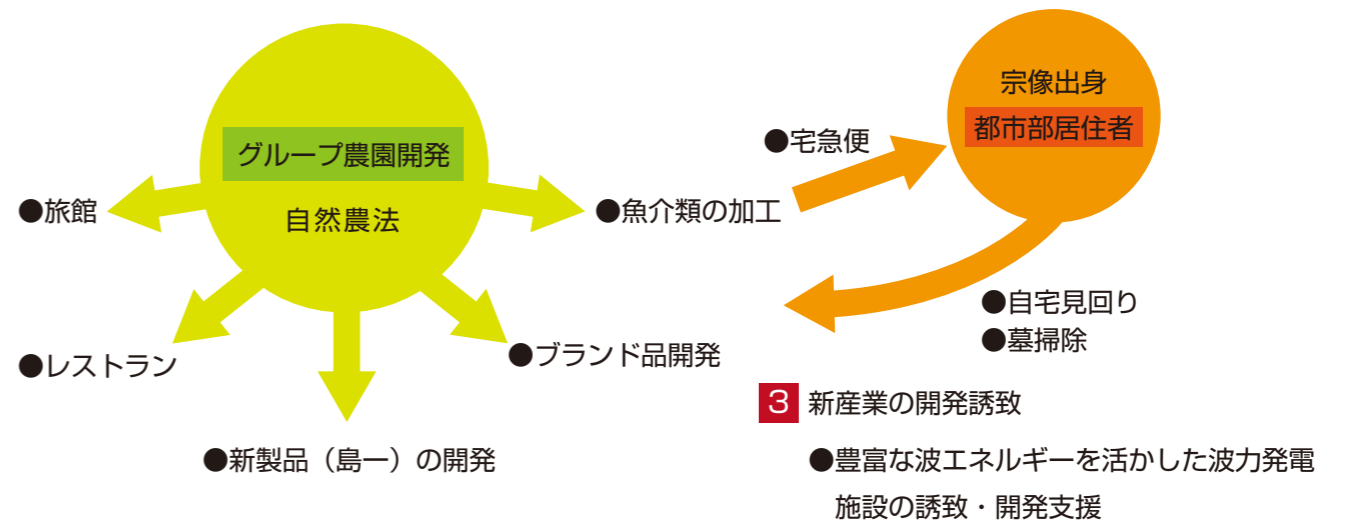 グループ農園開発
自然農法
●旅館
●レストラン
●新製品（島一）の開発
●ブランド品開発
●魚介類の加工
●宅急便
宗像出身
都市部居住者
●自宅見回り
●墓掃除
3 新産業の開発誘致
●豊富な波エネルギーを活かした波力発電
施設の誘致・開発支援